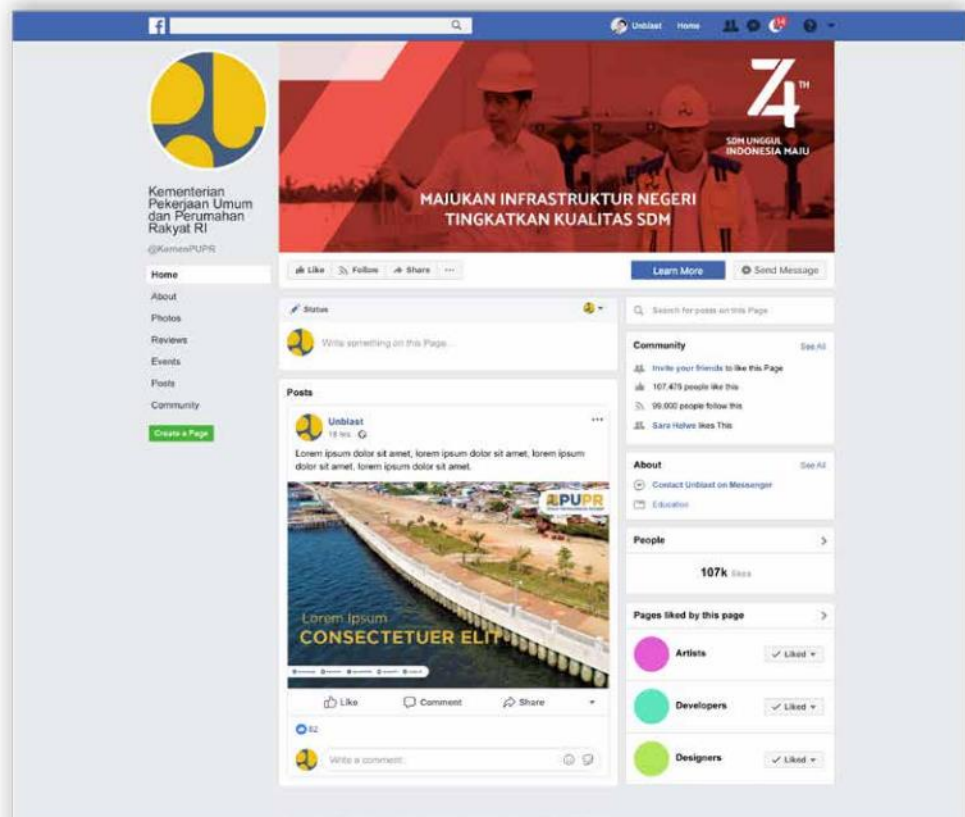 f
Unblast Home
74TH
SDM UNGGUL
INDONESIA MAJU
MAJUKAN INFRASTRUKTUR NEGERI
TINGKATKAN KUALITAS SDM
Kementerian
Pekerjaan Umum
dan Perumahan
Rakyat RI
@KemenPUPR
Home
About
Photos
Reviews
Events
Posts
Community
Create a Page
Like Follow Share ...
Learn More Send Message
Status
Write something on this Page...
Posts
Unblast
18 hrs
Lorem ipsum dolor sit amet, lorem ipsum dolor sit amet, lorem ipsum
dolor sit amet, lorem ipsum dolor sit amet.
PUPR
Lorem Ipsum
CONSECTETUER ELIT
Like Comment Share
82
Write a comment
Search for posts on this Page
Community See All
Invite your friends to like this Page
107,479 people like this
99,000 people follow this
Sara Helwe likes This
About See All
Contact Unblast on Messenger
Education
People
107k likes
Pages liked by this page
Artists Liked
Developers Liked
Designers Liked